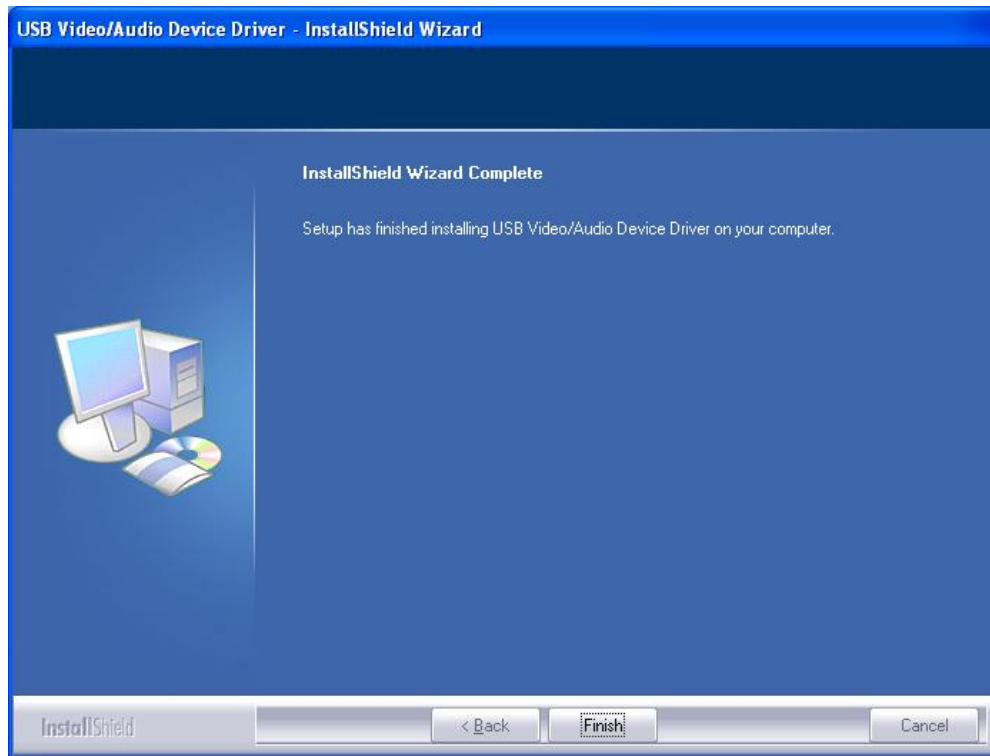 USB Video/Audio Device Driver - InstallShield Wizard
InstallShield Wizard Complete
Setup has finished installing USB Video/Audio Device Driver on your computer.
InstallShield
< Back
Finish
Cancel